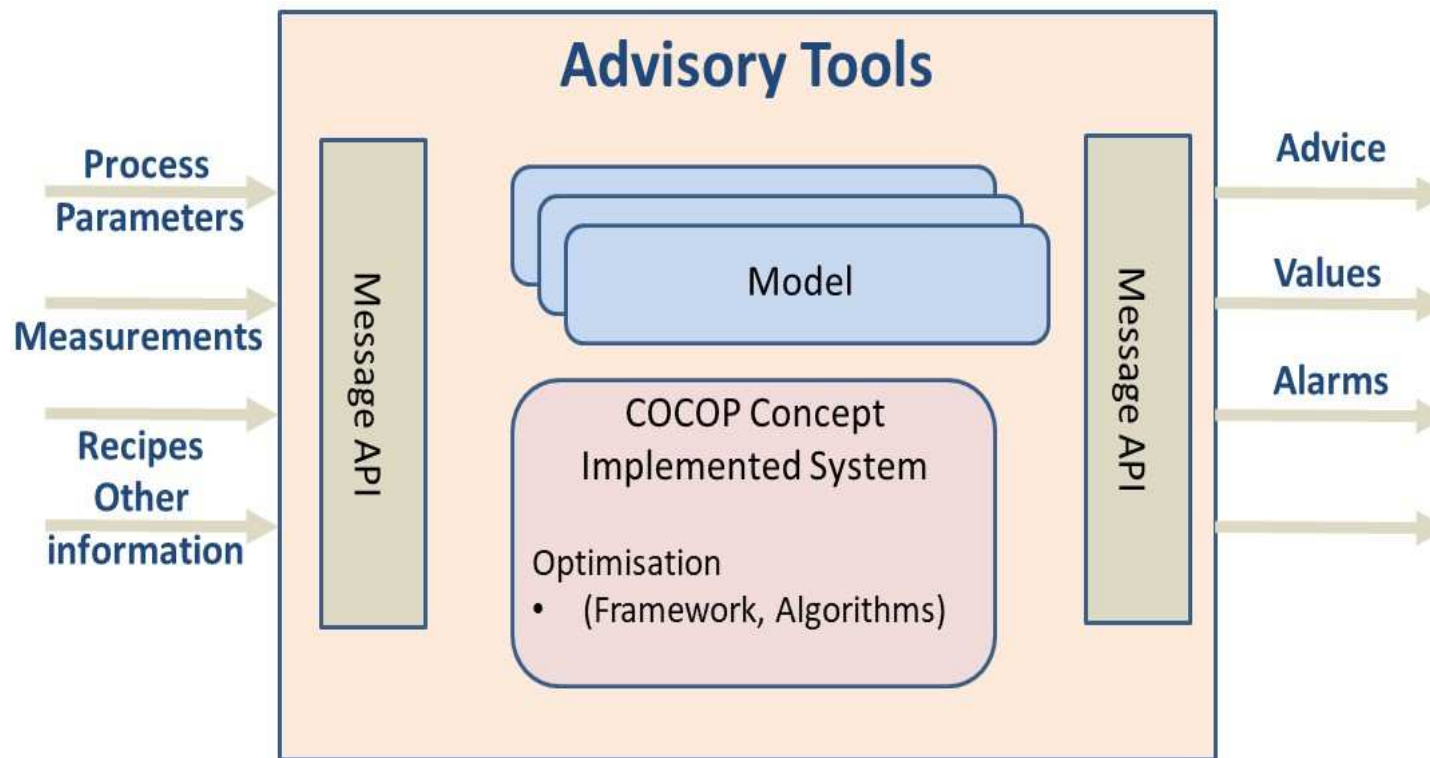 Advisory Tools
Process
Parameters
Measurements
Recipes
Other
information
Message API
Model
COCOP Concept
Implemented System
Optimisation
• (Framework, Algorithms)
Message API
Advice
Values
Alarms